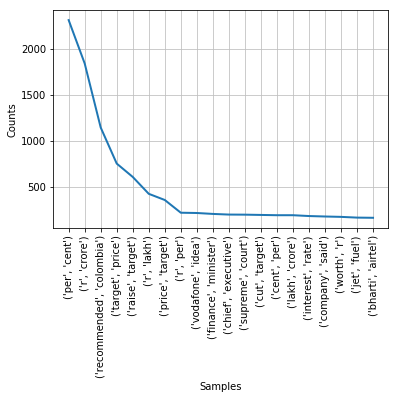 2000
1500
1000
500
Counts
('per', 'cent')
('r', 'crore')
('recommended', 'colombia')
('target', 'price')
('raise', 'target')
('r', 'lakh')
('price', 'target')
('r', 'per')
('vodafone', 'idea')
('finance', 'minister')
('chief', 'executive')
('supreme', 'court')
('cut', 'target')
('cent', 'per')
('lakh', 'crore')
('interest', 'rate')
('company', 'said')
('worth', 'r')
('jet', 'fuel')
('bharti', 'airtel')
Samples